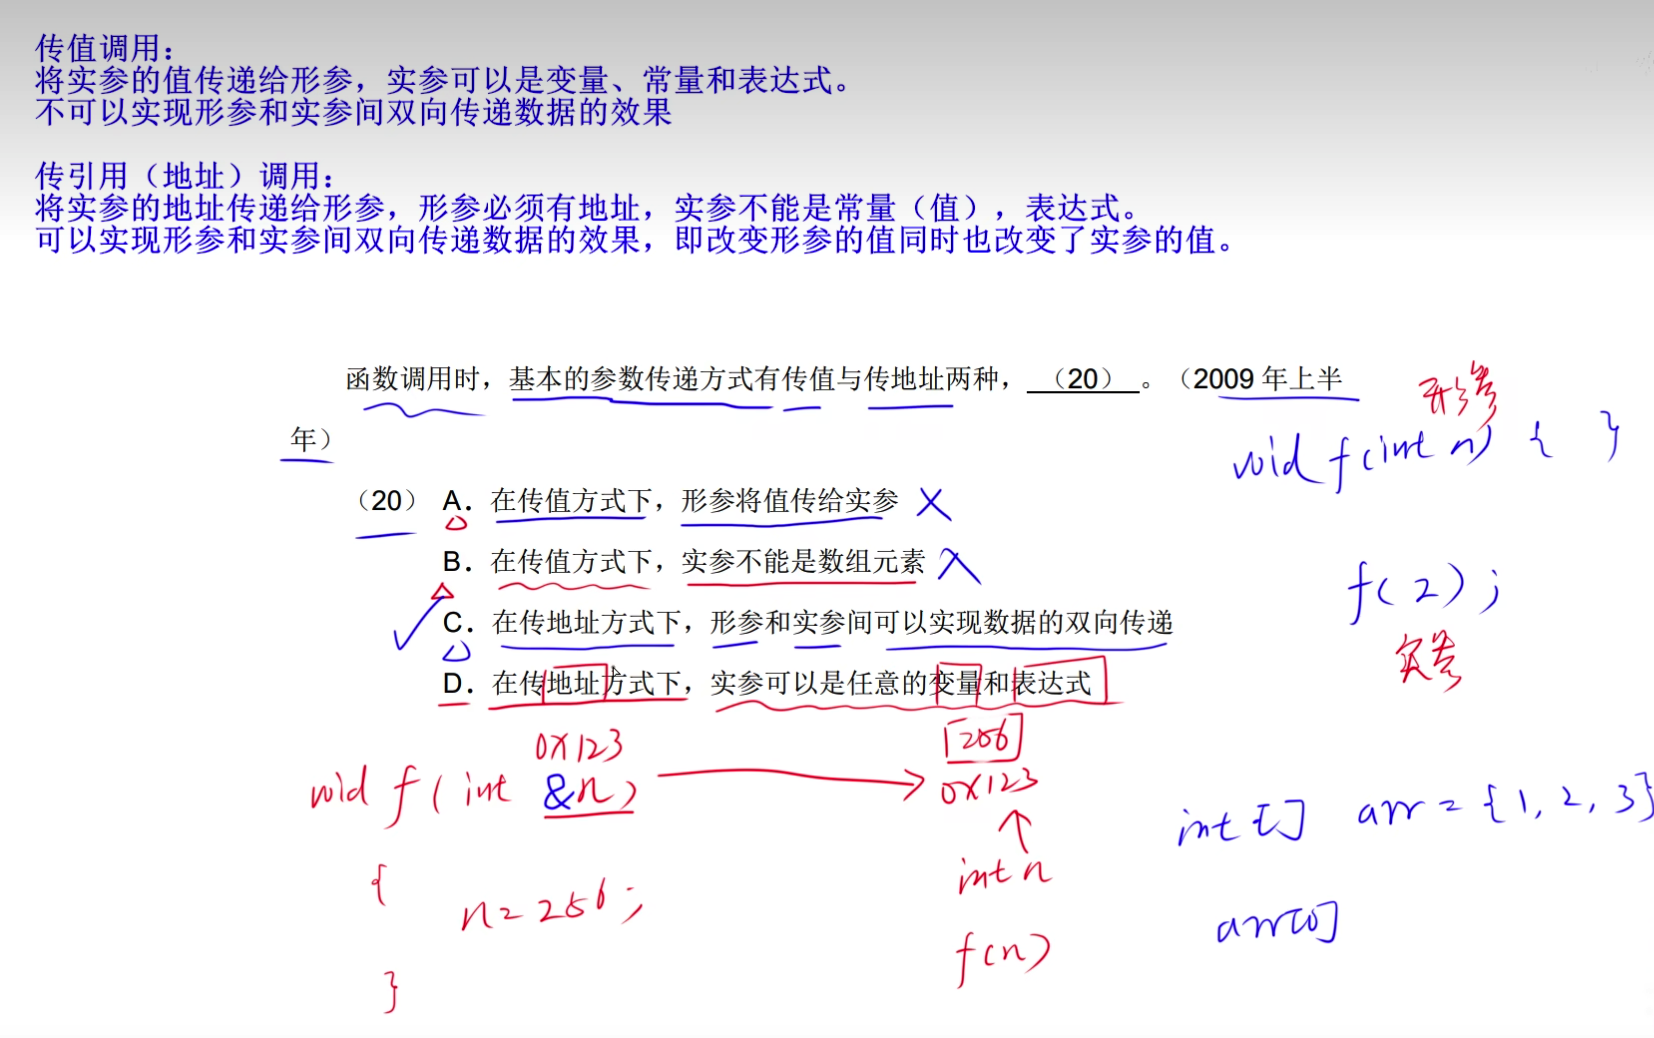 传值调用：
将实参的值传递给形参，实参可以是变量、常量和表达式。
不可以实现形参和实参间双向传递数据的效果
传引用（地址）调用：
将实参的地址传递给形参，形参必须有地址，实参不能是常量（值），表达式。
可以实现形参和实参间双向传递数据的效果，即改变形参的值同时也改变了实参的值。
函数调用时，基本的参数传递方式有传值与传地址两种，（20）。（2009 年上半
年）
形参
void f(int n) { }
（20） A. 在传值方式下，形参将值传给实参
B. 在传值方式下，实参不能是数组元素
C. 在传地址方式下，形参和实参间可以实现数据的双向传递
D. 在传地址方式下，实参可以是任意的变量和表达式
f(2);
实参
0x123
void f(int &n)
{
n=256;
}
256
0x123
int n
f(n)
int [] arr = {1, 2, 3}
arr[0]